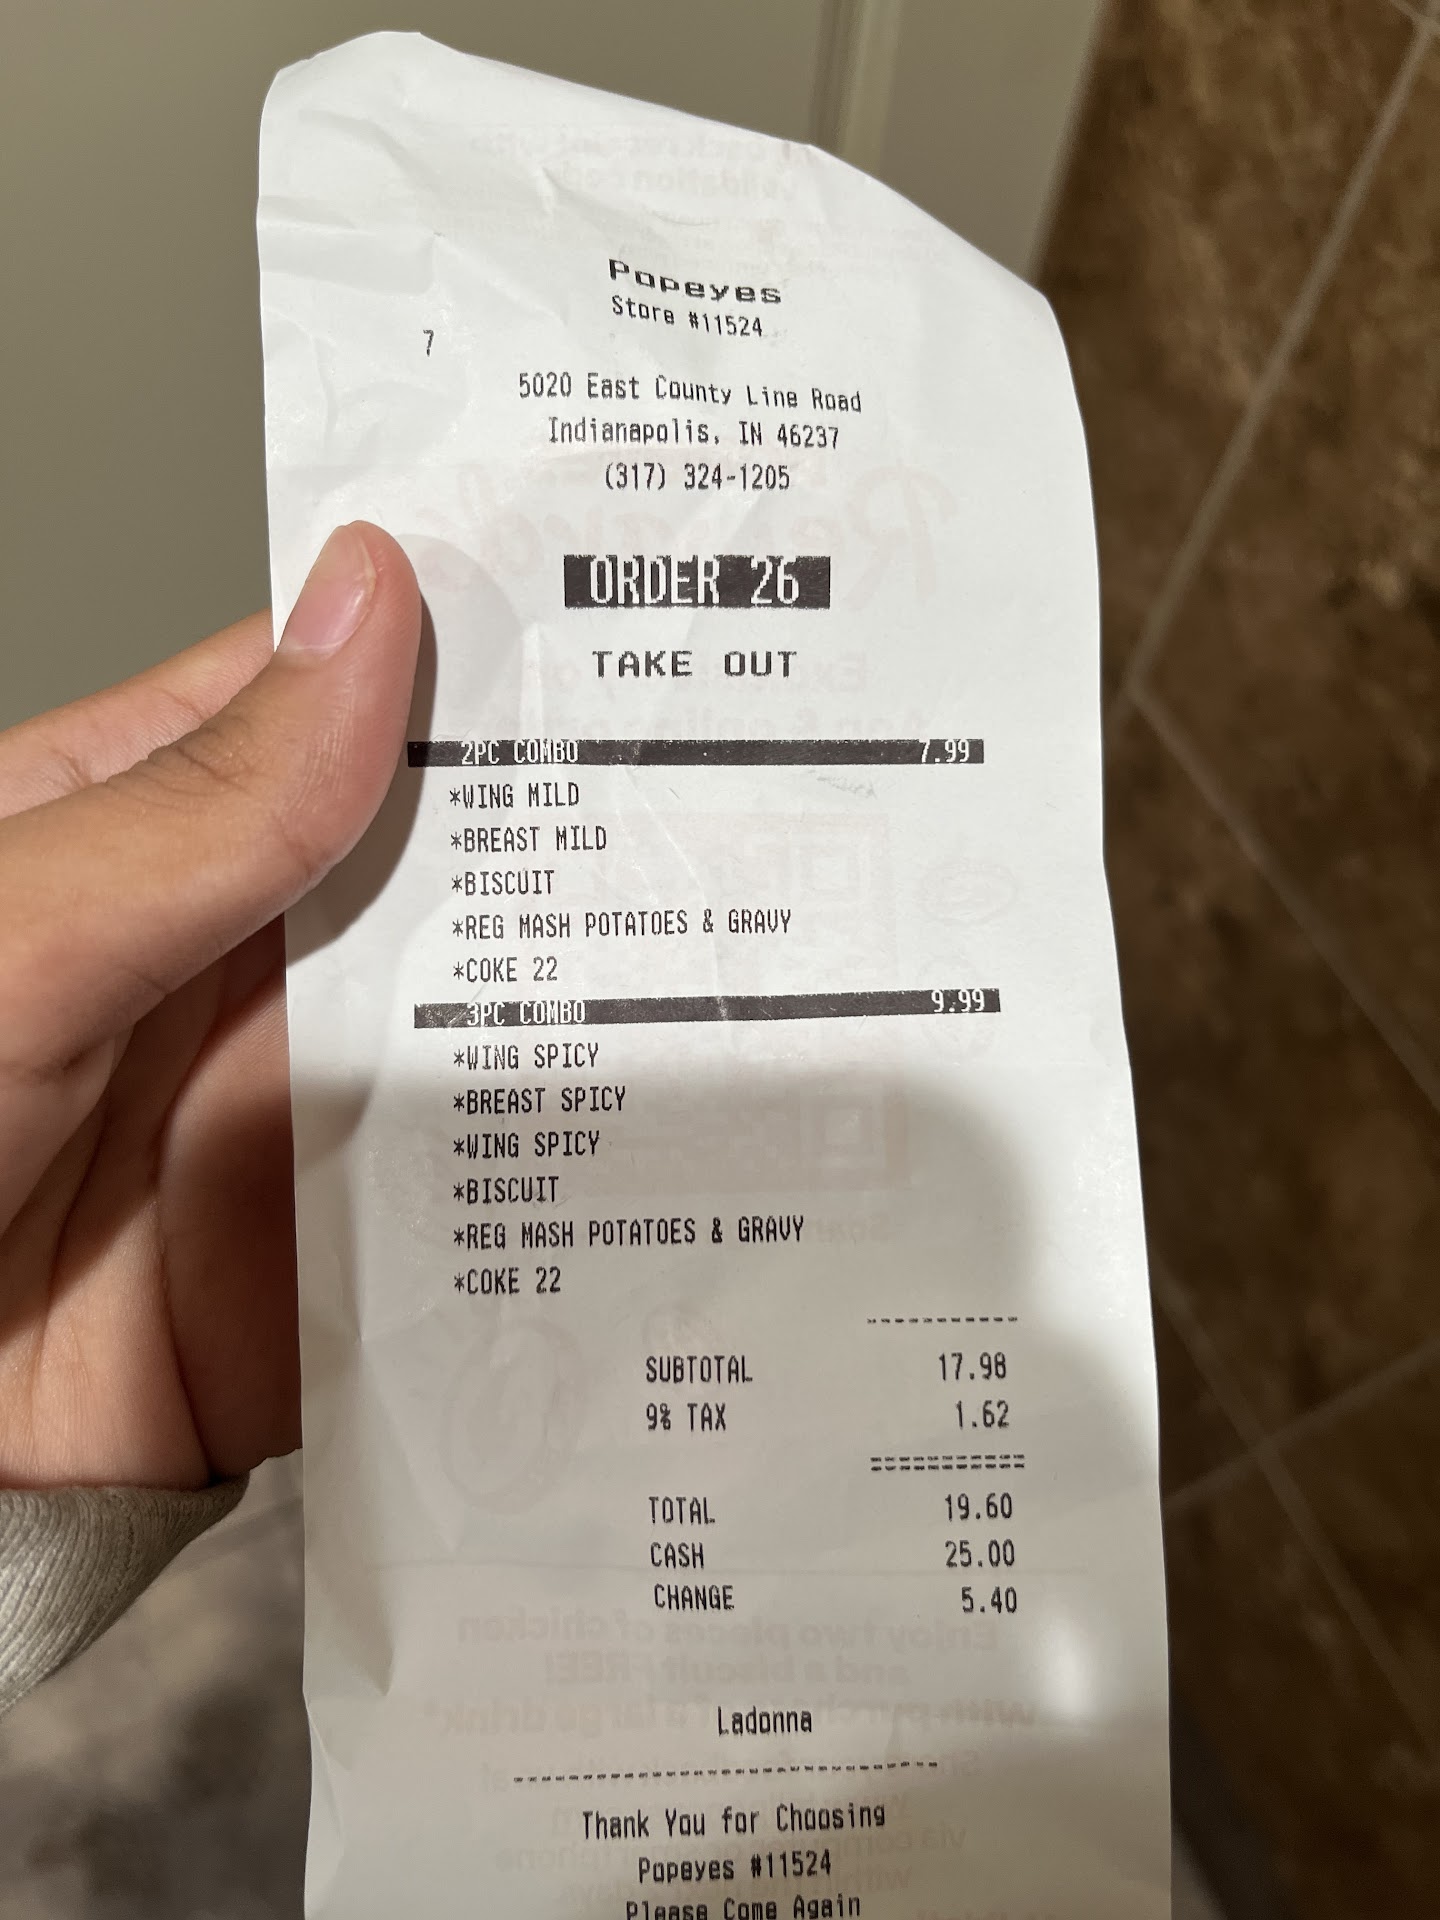 Popeyes
Store #11524
7
5020 East County Line Road
Indianapolis, IN 46237
(317) 324-1205
ORDER 26
TAKE OUT
2PC COMBO 7.99
*WING MILD
*BREAST MILD
*BISCUIT
*REG MASH POTATOES & GRAVY
*COKE 22
3PC COMBO 9.99
*WING SPICY
*BREAST SPICY
*WING SPICY
*BISCUIT
*REG MASH POTATOES & GRAVY
*COKE 22
SUBTOTAL 17.98
9% TAX 1.62
TOTAL 19.60
CASH 25.00
CHANGE 5.40
Ladonna
Thank You for Choosing
Popeyes #11524
Please Come Again